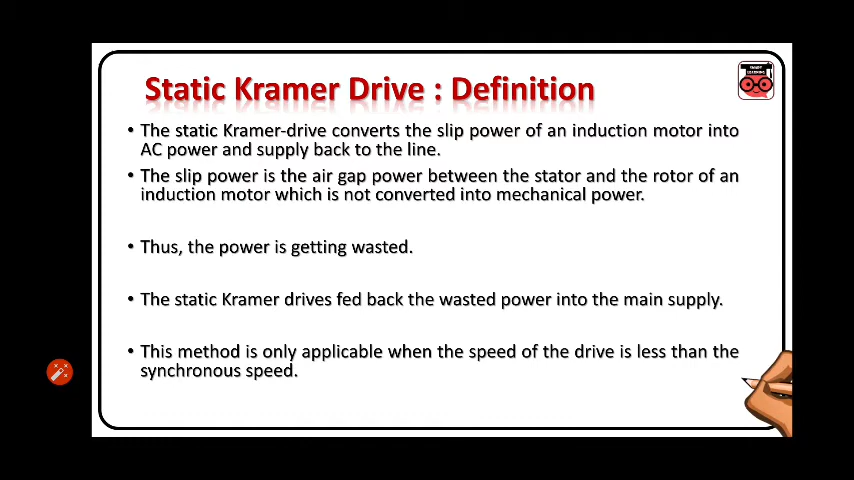 Static Kramer Drive : Definition
SMART
LEARNING
• The static Kramer-drive converts the slip power of an induction motor into
AC power and supply back to the line.
• The slip power is the air gap power between the stator and the rotor of an
induction motor which is not converted into mechanical power.
• Thus, the power is getting wasted.
• The static Kramer drives fed back the wasted power into the main supply.
• This method is only applicable when the speed of the drive is less than the
synchronous speed.